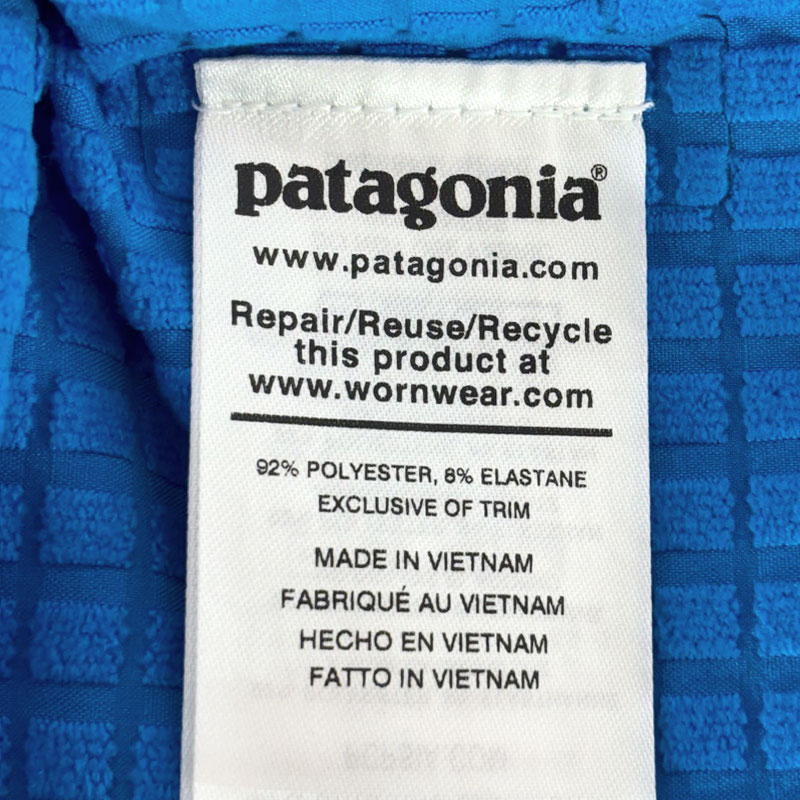 patagonia®
www.patagonia.com
Repair/Reuse/Recycle
this product at
www.wornwear.com
92% POLYESTER, 8% ELASTANE
EXCLUSIVE OF TRIM
MADE IN VIETNAM
FABRIQUÉ AU VIETNAM
HECHO EN VIETNAM
FATTO IN VIETNAM